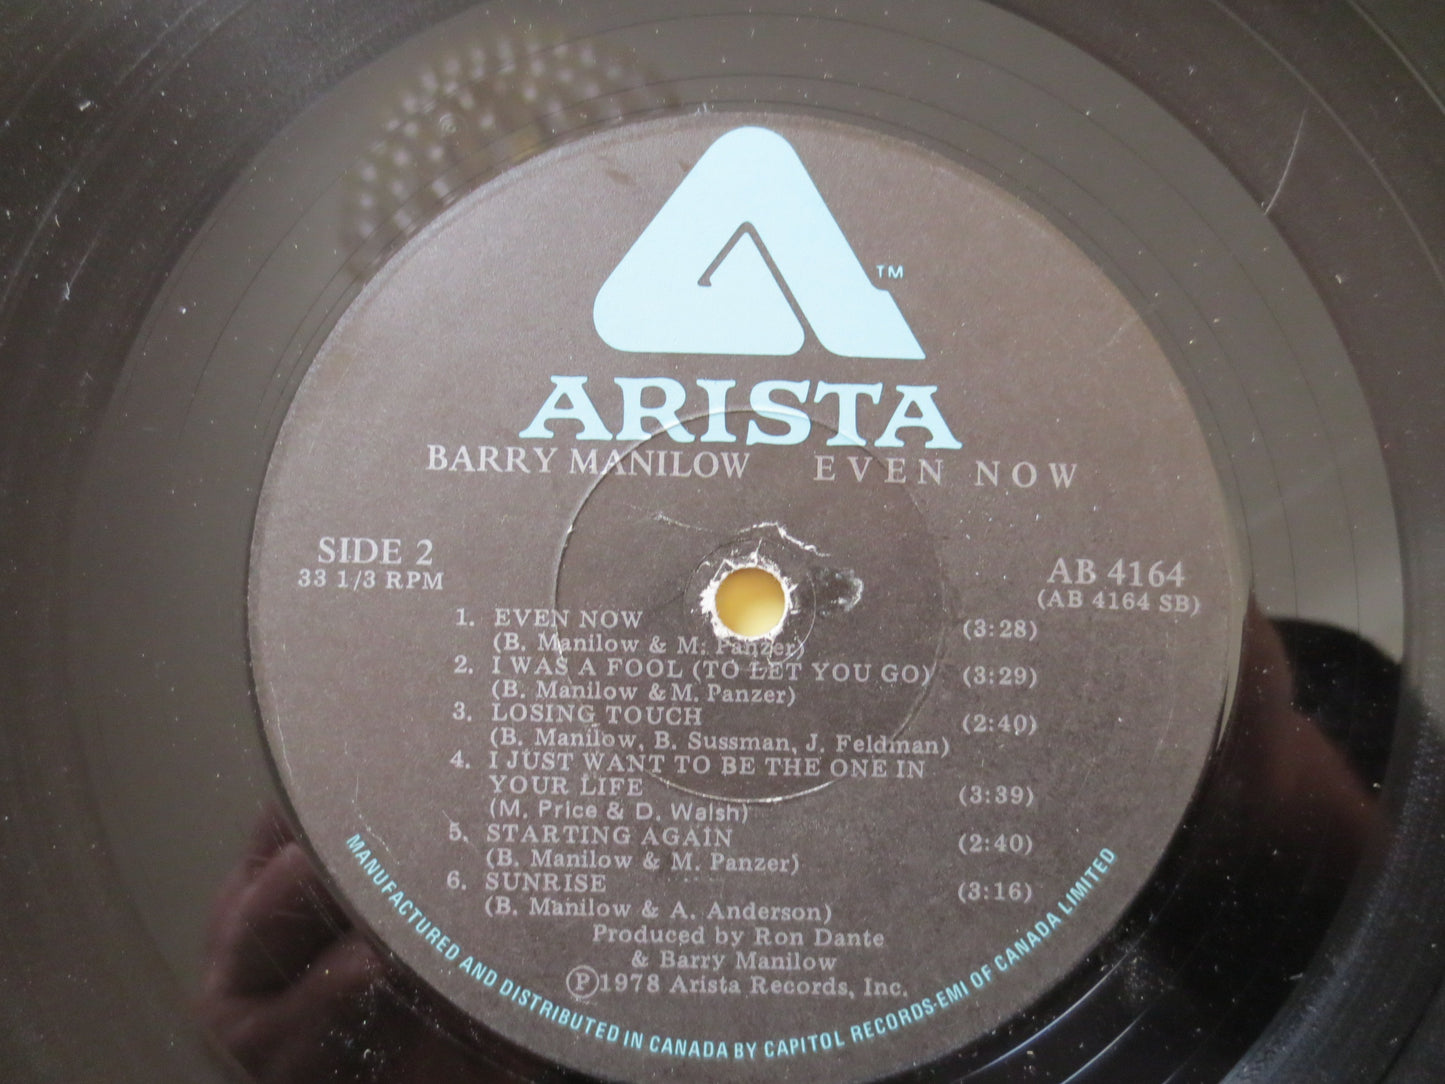 TM
ARISTA
BARRY MANILOW EVEN NOW
SIDE 2
33 1/3 RPM
AB 4164
(AB 4164 SB)
1. EVEN NOW (3:28)
(B. Manilow & M. Panzer)
2. I WAS A FOOL (TO LET YOU GO) (3:29)
(B. Manilow & M. Panzer)
3. LOSING TOUCH (2:40)
(B. Manilow, B. Sussman, J. Feldman)
4. I JUST WANT TO BE THE ONE IN
YOUR LIFE (3:39)
(M. Price & D. Walsh)
5. STARTING AGAIN (2:40)
(B. Manilow & M. Panzer)
6. SUNRISE (3:16)
(B. Manilow & A. Anderson)
Produced by Ron Dante
& Barry Manilow
Ⓟ1978 Arista Records, Inc.
MANUFACTURED AND DISTRIBUTED IN CANADA BY CAPITOL RECORDS-EMI OF CANADA LIMITED